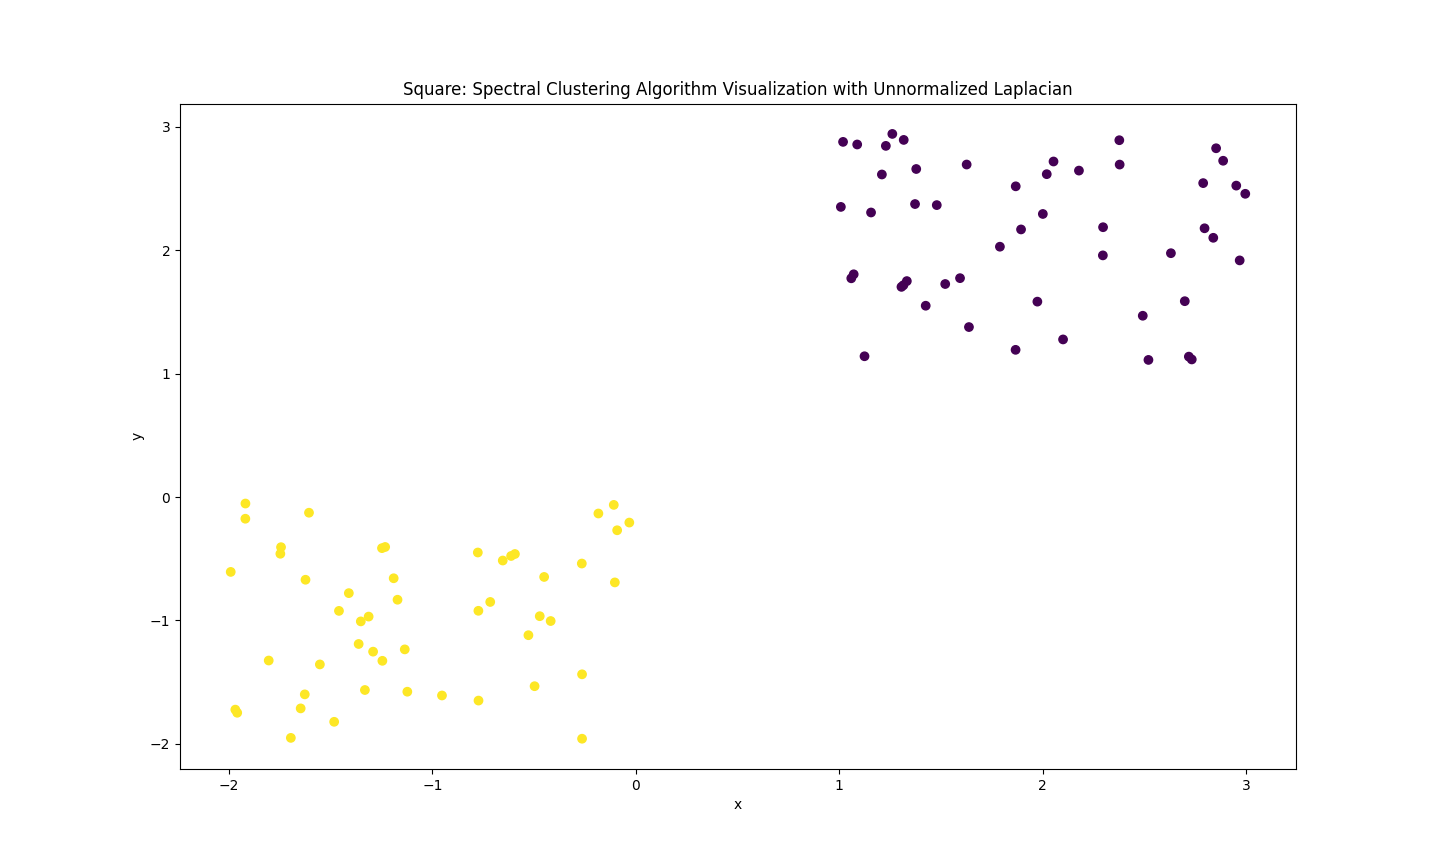 Square: Spectral Clustering Algorithm Visualization with Unnormalized Laplacian
3
2
1
0
−1
−2
y
−2 −1 0 1 2 3
x